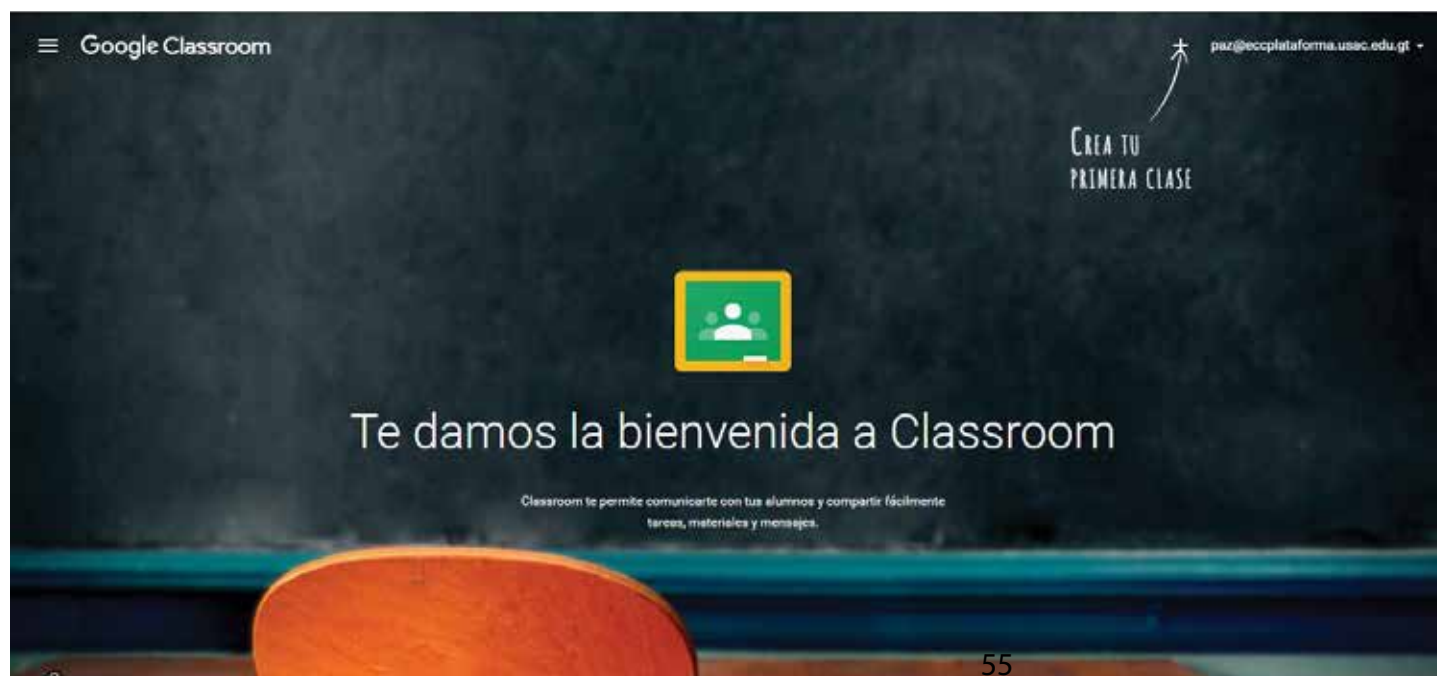 Google Classroom
paz@eccplataforma.usac.edu.gt
CREA TU
PRIMERA CLASE
Te damos la bienvenida a Classroom
Classroom te permite comunicarte con tus alumnos y compartir fácilmente
tareas, materiales y mensajes.
55